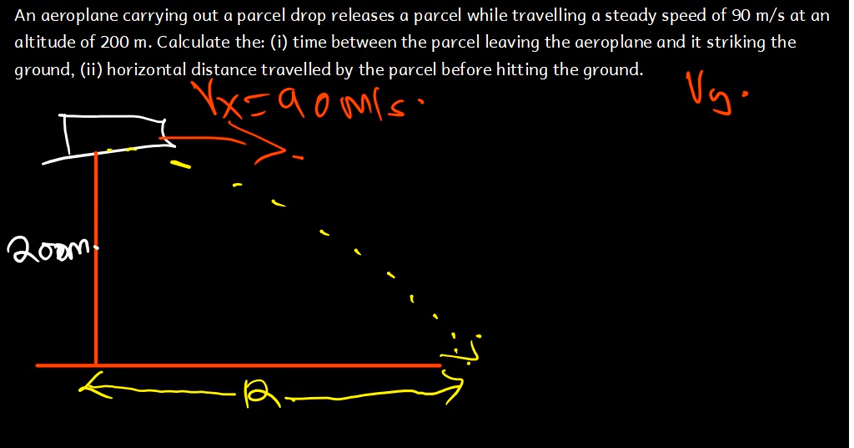 An aeroplane carrying out a parcel drop releases a parcel while travelling a steady speed of 90 m/s at an
altitude of 200 m. Calculate the: (i) time between the parcel leaving the aeroplane and it striking the
ground, (ii) horizontal distance travelled by the parcel before hitting the ground.
Vx = 90m/s.
Vy.
200m
R